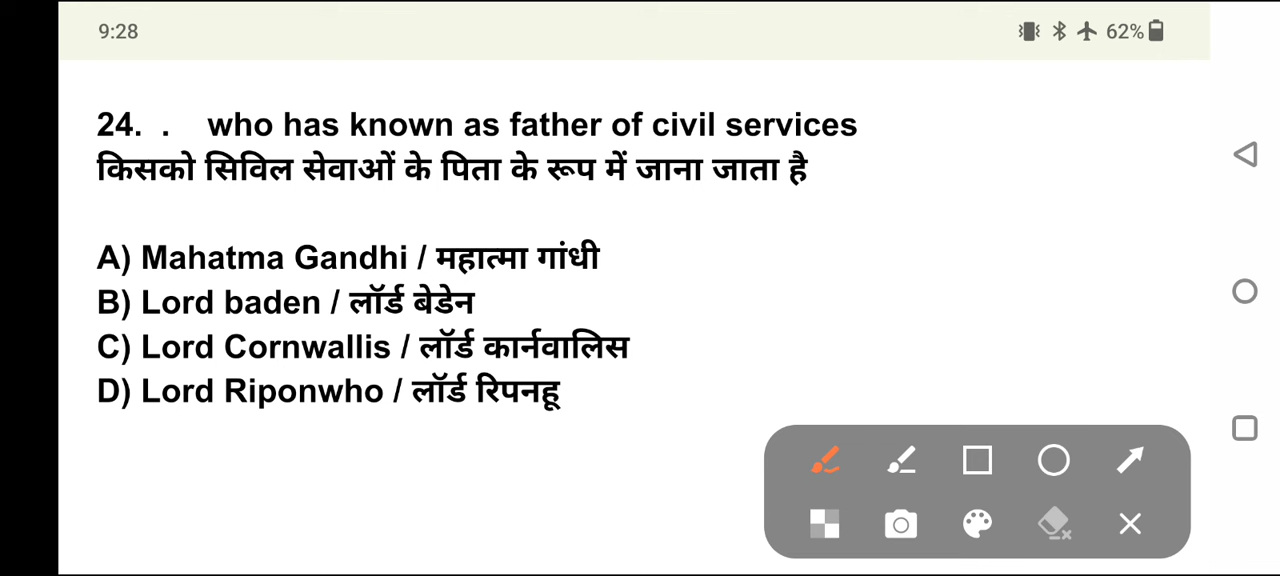 9:28
62%
24. . who has known as father of civil services
किसको सिविल सेवाओं के पिता के रूप में जाना जाता है
A) Mahatma Gandhi / महात्मा गांधी
B) Lord baden / लॉर्ड बेडेन
C) Lord Cornwallis / लॉर्ड कार्नवालिस
D) Lord Riponwho / लॉर्ड रिपनहू